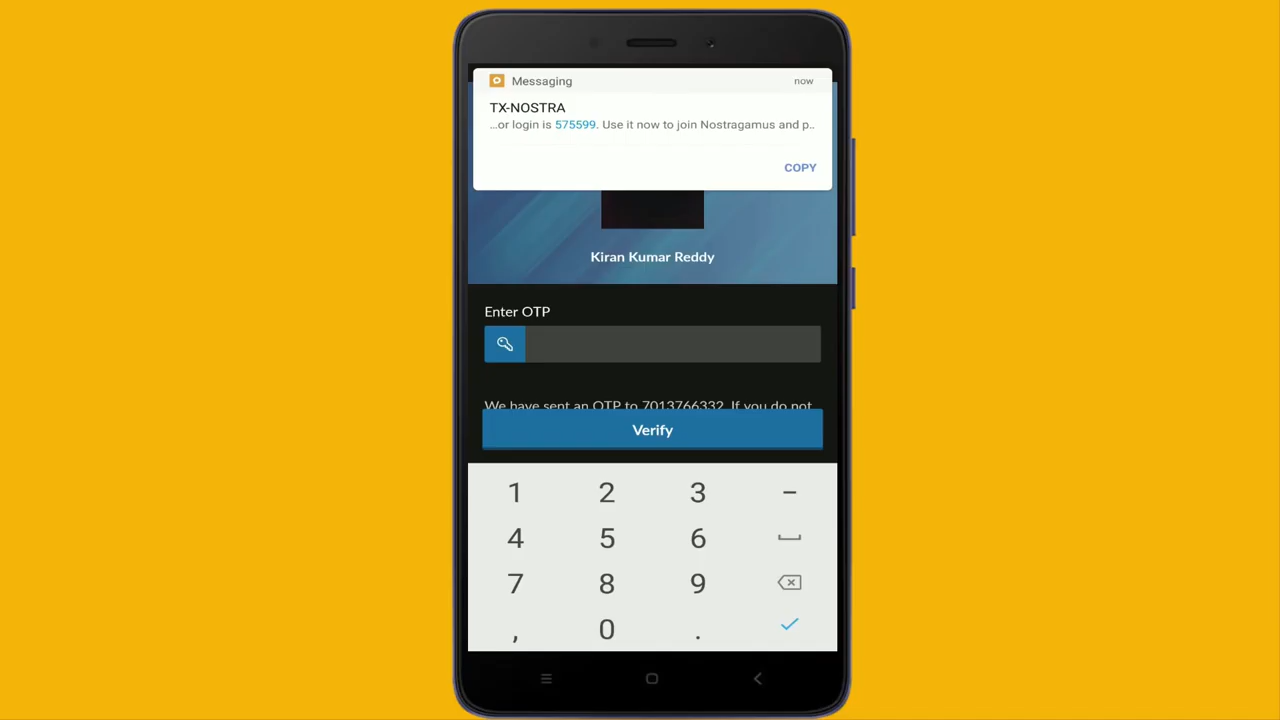 Messaging now
TX-NOSTRA
...or login is 575599. Use it now to join Nostragamus and p..
COPY
Kiran Kumar Reddy
Enter OTP
We have sent an OTP to 7013766332. If you do not
Verify
1 2 3 –
4 5 6
7 8 9
, 0 .